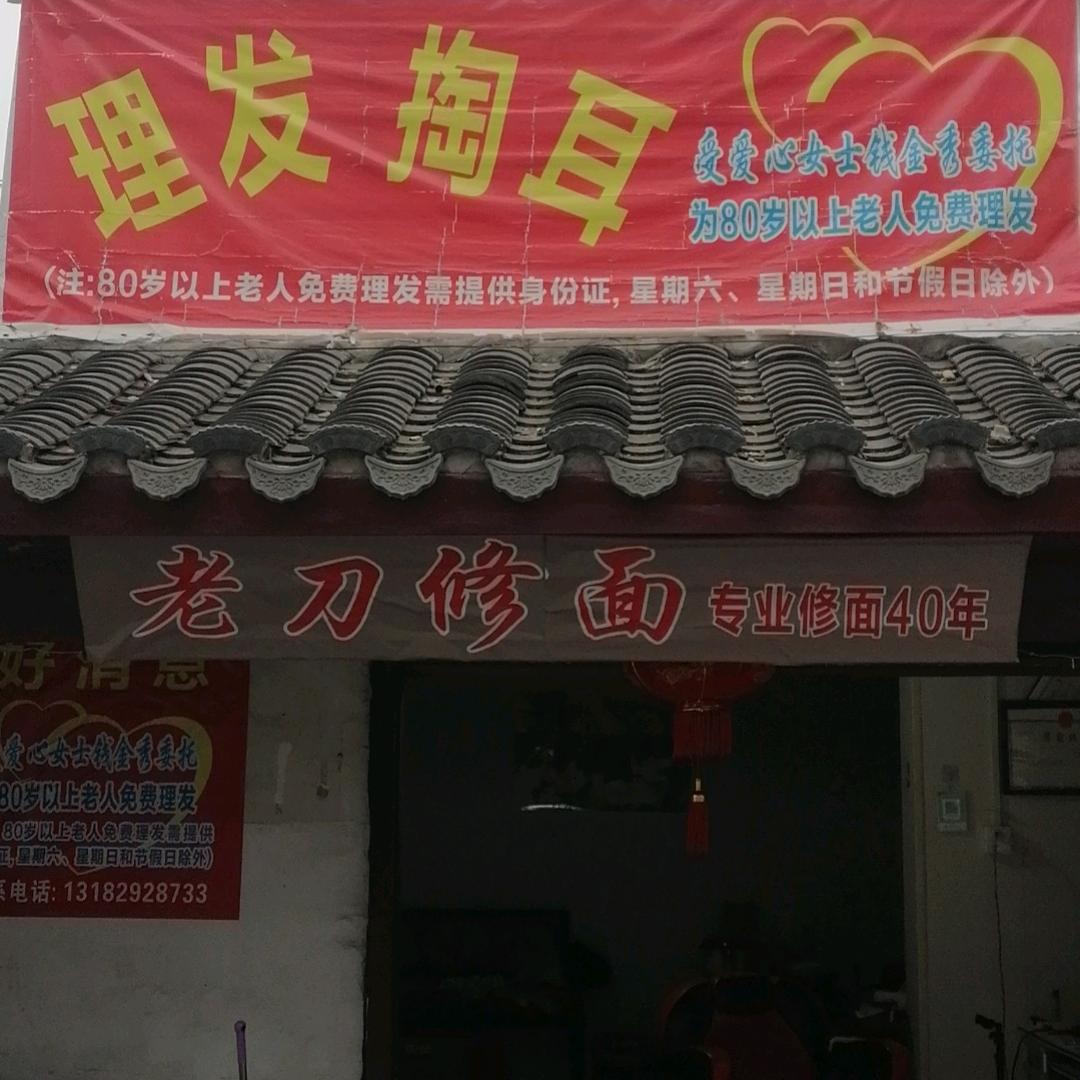 理发 掏耳
受爱心女士钱金秀委托
为80岁以上老人免费理发
(注:80岁以上老人免费理发需提供身份证,星期六、星期日和节假日除外)
老刀修面 专业修面40年
好消息
爱心女士钱金秀委托
80岁以上老人免费理发
80岁以上老人免费理发需提供
证,星期六、星期日和节假日除外)
系电话: 13182928733